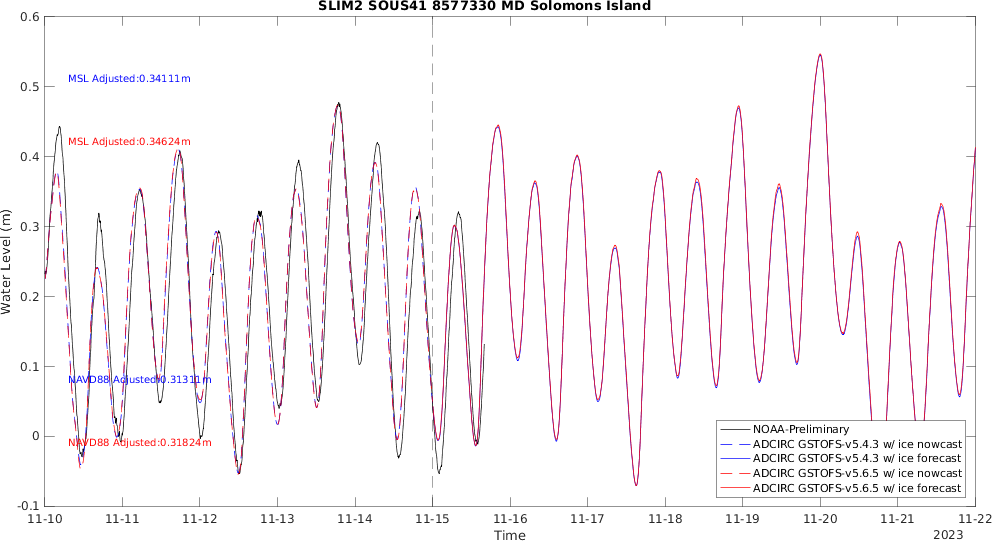 SLIM2 SOUS41 8577330 MD Solomons Island
0.6
0.5
0.4
0.3
0.2
0.1
0
-0.1
Water Level (m)
MSL Adjusted:0.34111m
MSL Adjusted:0.34624m
NAVD88 Adjusted:0.31311m
NAVD88 Adjusted:0.31824m
NOAA-Preliminary
ADCIRC GSTOFS-v5.4.3 w/ ice nowcast
ADCIRC GSTOFS-v5.4.3 w/ ice forecast
ADCIRC GSTOFS-v5.6.5 w/ ice nowcast
ADCIRC GSTOFS-v5.6.5 w/ ice forecast
11-10 11-11 11-12 11-13 11-14 11-15 11-16 11-17 11-18 11-19 11-20 11-21 11-22
Time
2023